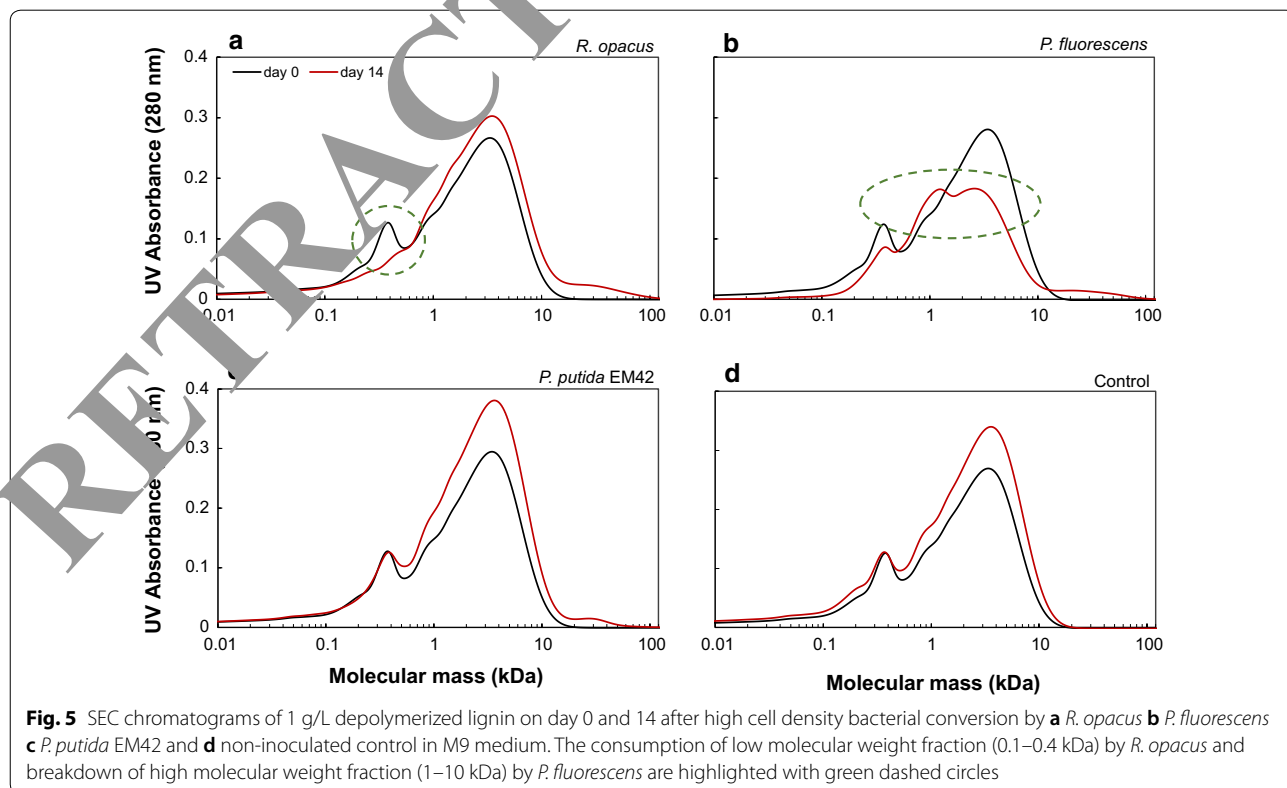 RETRACT
a
R. opacus
b
P. fluorescens
UV Absorbance (280 nm)
day 0
day 14
0.4
0.3
0.2
0.1
0
0.01
0.1
1
10
100
0.01
0.1
1
10
100
P. putida EM42
d
Control
UV Absorbance
nm)
0.4
0.3
0.2
0.1
0
0.01
0.1
1
10
100
0.01
0.1
1
10
100
Molecular mass (kDa)
Molecular mass (kDa)
Fig. 5 SEC chromatograms of 1 g/L depolymerized lignin on day 0 and 14 after high cell density bacterial conversion by a R. opacus b P. fluorescens
c P. putida EM42 and d non-inoculated control in M9 medium. The consumption of low molecular weight fraction (0.1–0.4 kDa) by R. opacus and
breakdown of high molecular weight fraction (1–10 kDa) by P. fluorescens are highlighted with green dashed circles